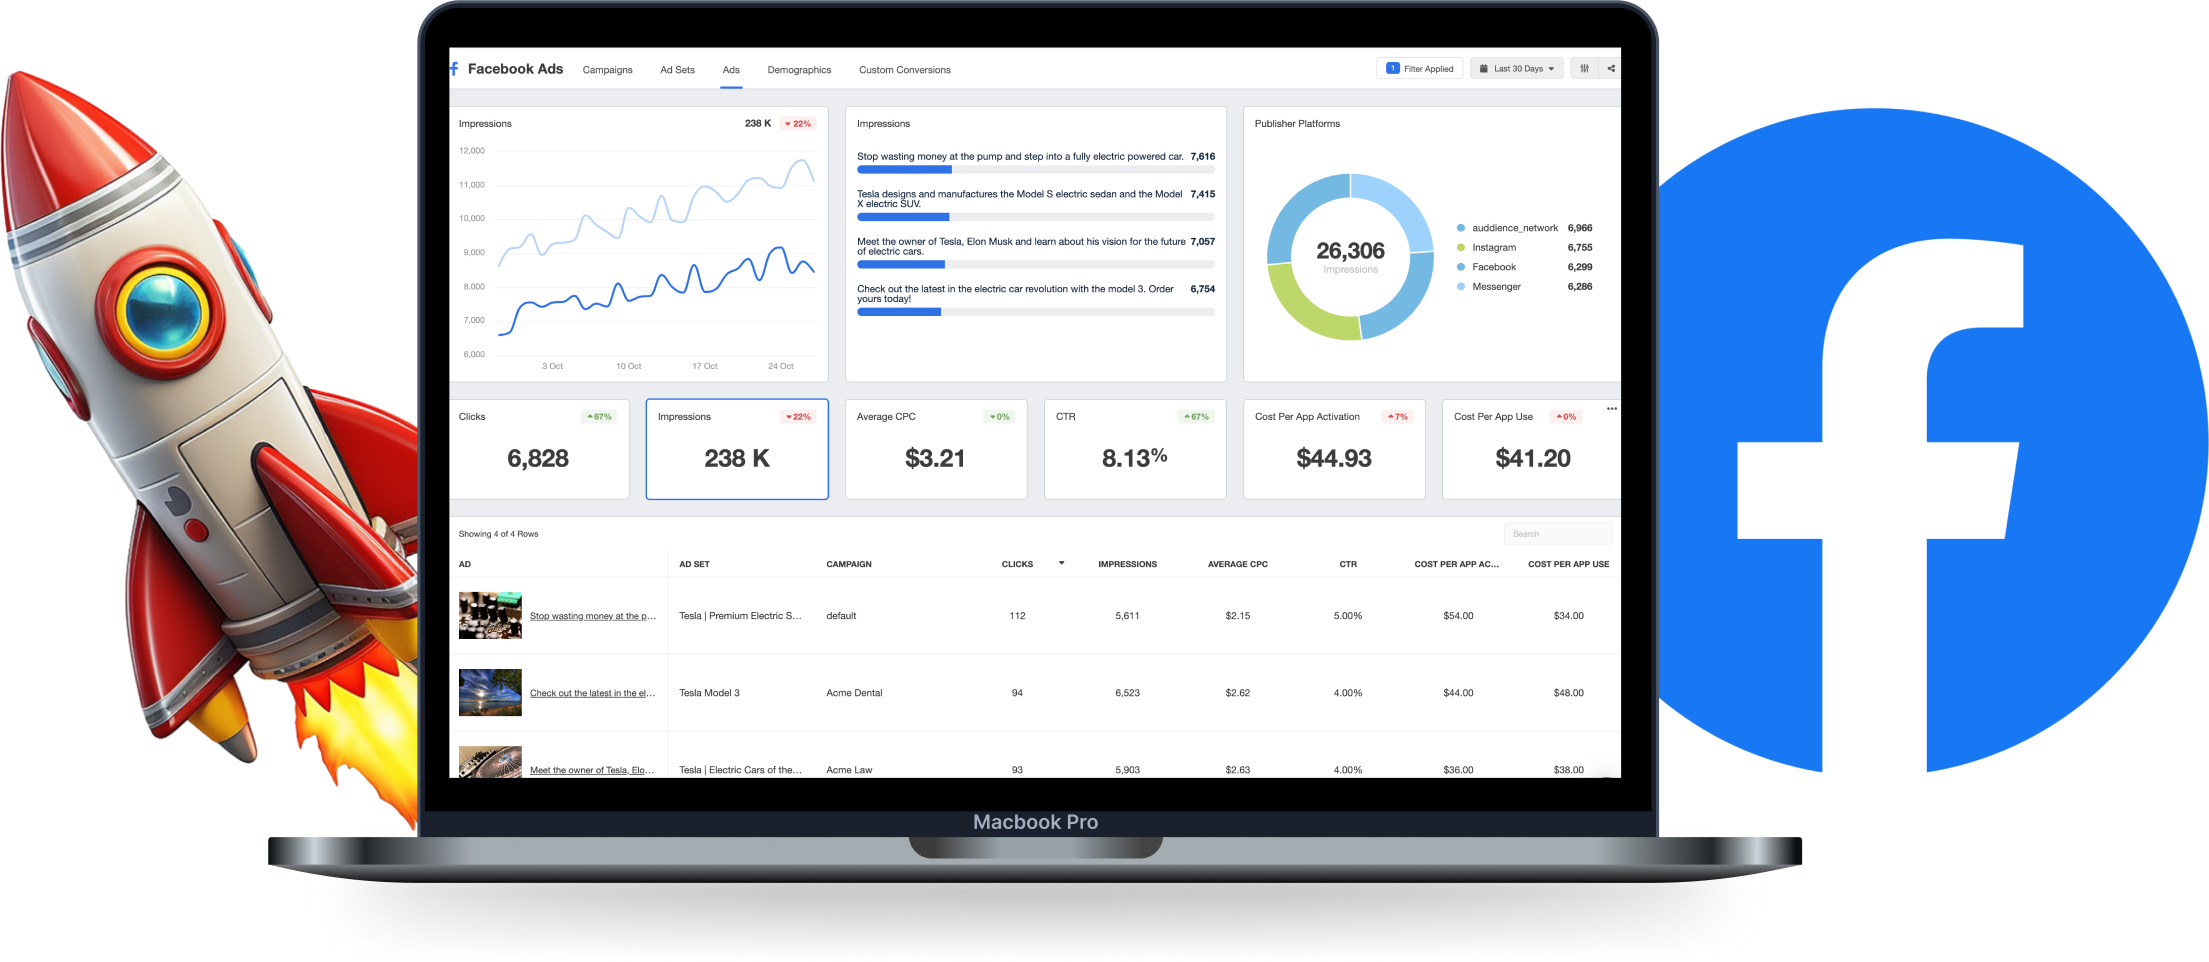 Facebook Ads Campaigns Ad Sets Ads Demographics Custom Conversions 1 Filter Applied Last 30 Days
Impressions 238 K 22%
12,000
11,000
10,000
9,000
8,000
7,000
6,000
3 Oct 10 Oct 17 Oct 24 Oct
Impressions
Stop wasting money at the pump and step into a fully electric powered car. 7,616
Tesla designs and manufactures the Model S electric sedan and the Model 7,415
X electric SUV.
Meet the owner of Tesla, Elon Musk and learn about his vision for the future 7,057
of electric cars.
Check out the latest in the electric car revolution with the model 3. Order 6,754
yours today!
Publisher Platforms
26,306
Impressions
auddience_network 6,966
Instagram 6,755
Facebook 6,299
Messenger 6,286
Clicks 67%
6,828
Impressions 22%
238 K
Average CPC 0%
$3.21
CTR 67%
8.13%
Cost Per App Activation 7%
$44.93
Cost Per App Use 0%
$41.20
Showing 4 of 4 Rows Search
AD AD SET CAMPAIGN CLICKS IMPRESSIONS AVERAGE CPC CTR COST PER APP AC... COST PER APP USE
Stop wasting money at the p... Tesla | Premium Electric S... default 112 5,611 $2.15 5.00% $54.00 $34.00
Check out the latest in the el... Tesla Model 3 Acme Dental 94 6,523 $2.62 4.00% $44.00 $48.00
Meet the owner of Tesla, Elo... Tesla | Electric Cars of the... Acme Law 93 5,903 $2.63 4.00% $36.00 $38.00
Macbook Pro